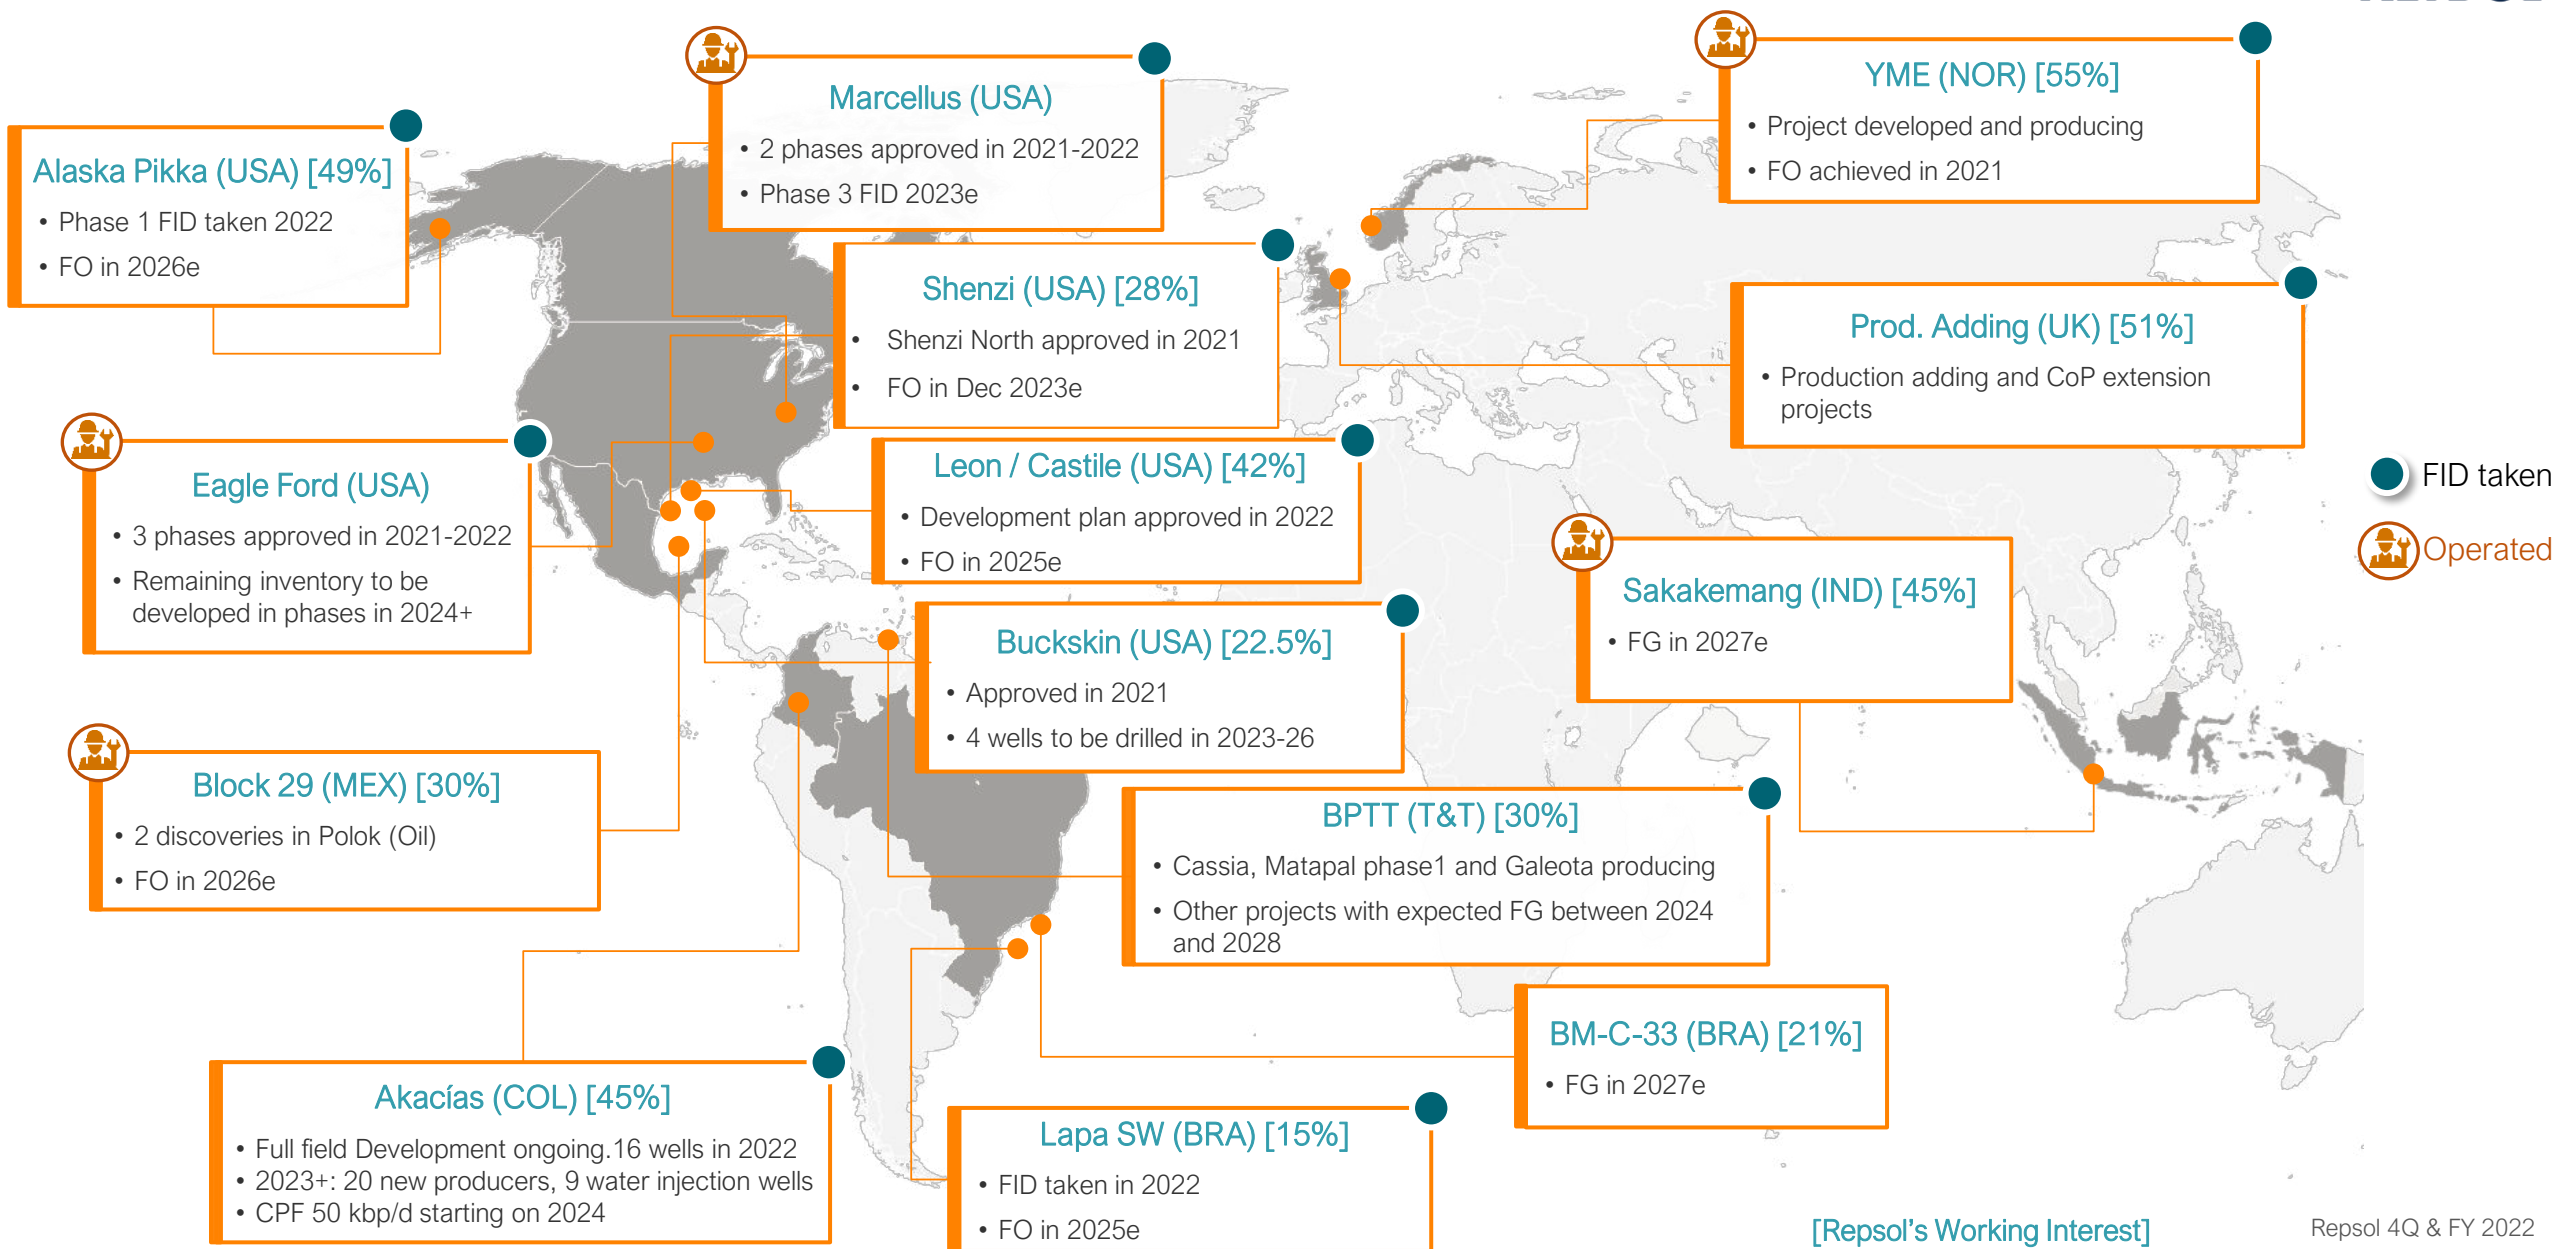 Marcellus (USA)
• 2 phases approved in 2021-2022
• Phase 3 FID 2023e
YME (NOR) [55%]
• Project developed and producing
• FO achieved in 2021
Alaska Pikka (USA) [49%]
• Phase 1 FID taken 2022
• FO in 2026e
Shenzi (USA) [28%]
• Shenzi North approved in 2021
• FO in Dec 2023e
Prod. Adding (UK) [51%]
• Production adding and CoP extension
projects
Eagle Ford (USA)
• 3 phases approved in 2021-2022
• Remaining inventory to be
developed in phases in 2024+
Leon / Castile (USA) [42%]
• Development plan approved in 2022
• FO in 2025e
FID taken
Operated
Sakakemang (IND) [45%]
• FG in 2027e
Buckskin (USA) [22.5%]
• Approved in 2021
• 4 wells to be drilled in 2023-26
Block 29 (MEX) [30%]
• 2 discoveries in Polok (Oil)
• FO in 2026e
BPTT (T&T) [30%]
• Cassia, Matapal phase1 and Galeota producing
• Other projects with expected FG between 2024
and 2028
BM-C-33 (BRA) [21%]
• FG in 2027e
Akacías (COL) [45%]
• Full field Development ongoing.16 wells in 2022
• 2023+: 20 new producers, 9 water injection wells
• CPF 50 kbp/d starting on 2024
Lapa SW (BRA) [15%]
• FID taken in 2022
• FO in 2025e
[Repsol's Working Interest]
Repsol 4Q & FY 2022